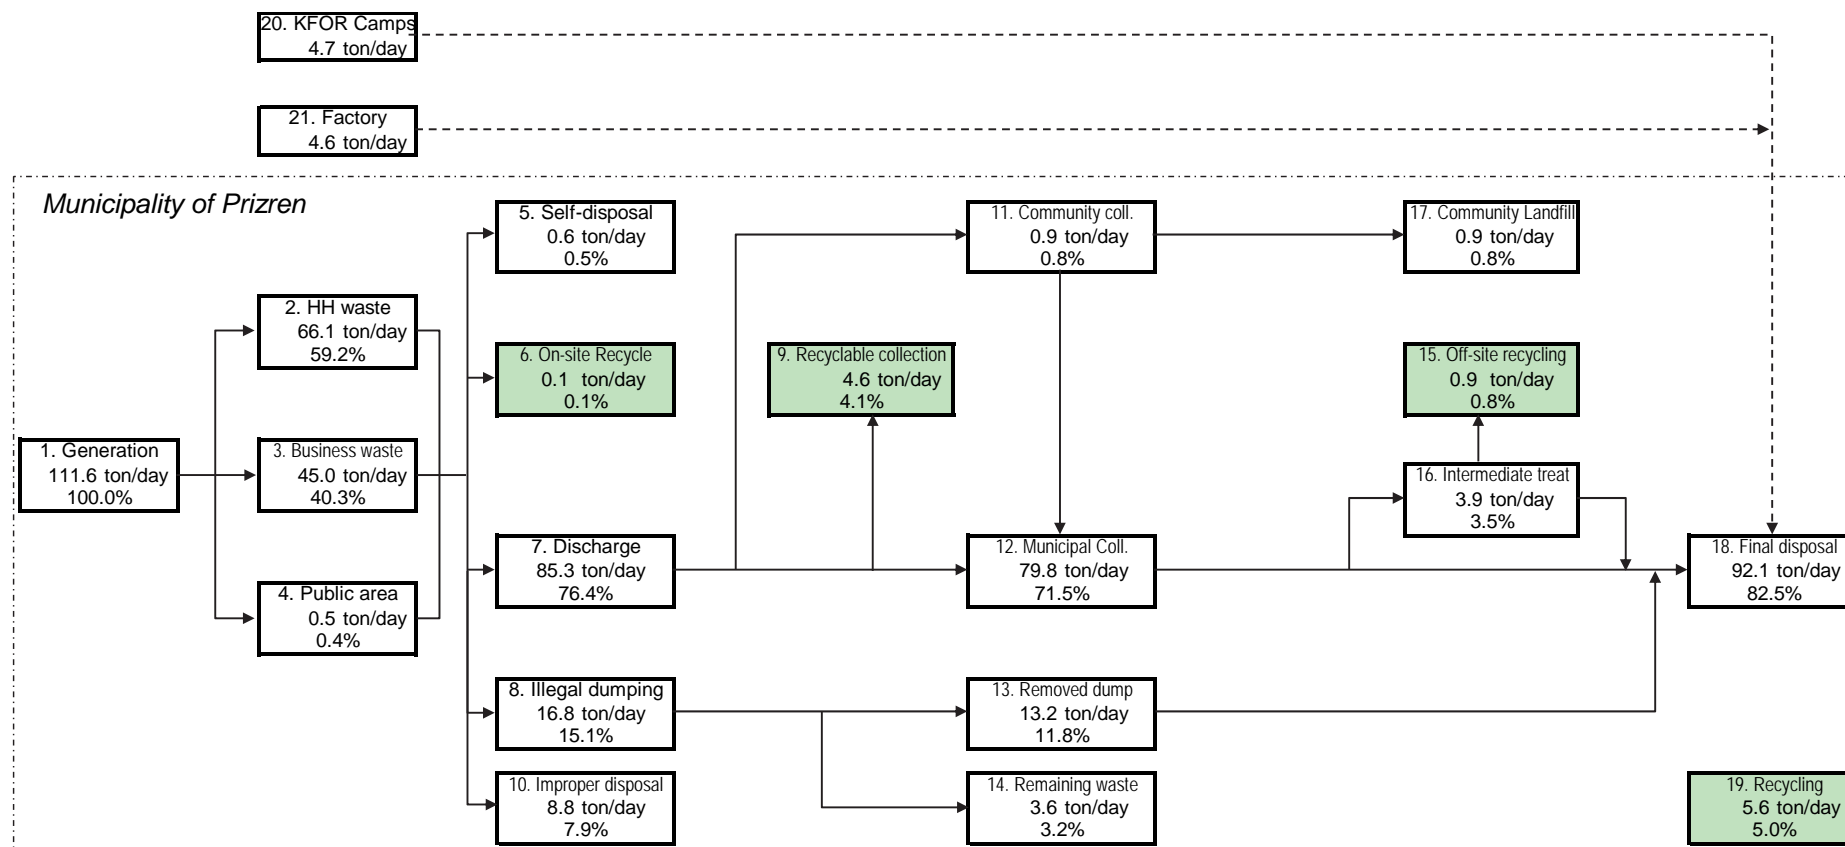 20. KFOR Camps
4.7 ton/day
21. Factory
4.6 ton/day
Municipality of Prizren
5. Self-disposal
0.6 ton/day
0.5%
11. Community coll.
0.9 ton/day
0.8%
17. Community Landfill
0.9 ton/day
0.8%
2. HH waste
66.1 ton/day
59.2%
6. On-site Recycle
0.1 ton/day
0.1%
9. Recyclable collection
4.6 ton/day
4.1%
15. Off-site recycling
0.9 ton/day
0.8%
1. Generation
111.6 ton/day
100.0%
3. Business waste
45.0 ton/day
40.3%
16. Intermediate treat
3.9 ton/day
3.5%
7. Discharge
85.3 ton/day
76.4%
12. Municipal Coll.
79.8 ton/day
71.5%
18. Final disposal
92.1 ton/day
82.5%
4. Public area
0.5 ton/day
0.4%
8. Illegal dumping
16.8 ton/day
15.1%
13. Removed dump
13.2 ton/day
11.8%
10. Improper disposal
8.8 ton/day
7.9%
14. Remaining waste
3.6 ton/day
3.2%
19. Recycling
5.6 ton/day
5.0%